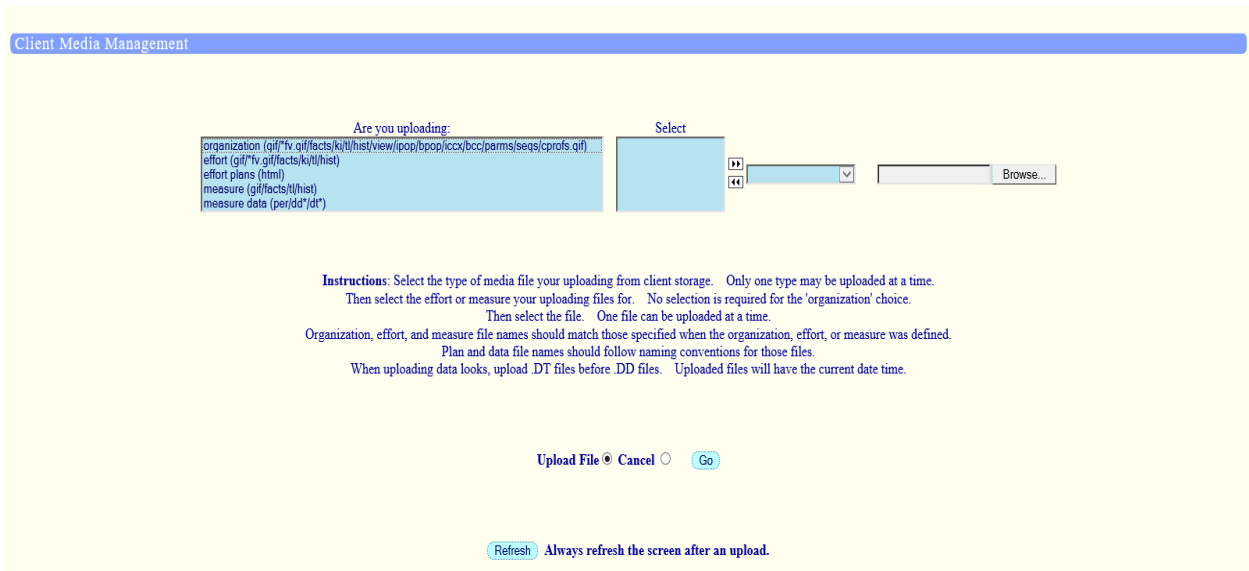 Client Media Management
Are you uploading:
Select
organization (gif/*fv.gif/facts/ki/tl/hist/view/ipop/bpop/iccx/bcc/parms/seqs/cprofs.gif)
effort (gif/*fv.gif/facts/ki/tl/hist)
effort plans (html)
measure (gif/facts/tl/hist)
measure data (per/dd*/dt*)
Browse...
Instructions: Select the type of media file your uploading from client storage. Only one type may be uploaded at a time.
Then select the effort or measure your uploading files for. No selection is required for the 'organization' choice.
Then select the file. One file can be uploaded at a time.
Organization, effort, and measure file names should match those specified when the organization, effort, or measure was defined.
Plan and data file names should follow naming conventions for those files.
When uploading data looks, upload .DT files before .DD files. Uploaded files will have the current date time.
Upload File Cancel Go
Refresh Always refresh the screen after an upload.